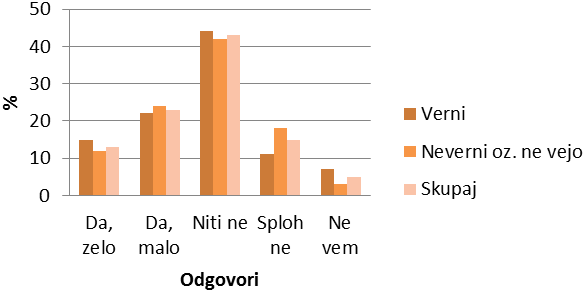 50
40
30
20
10
0
%
Da, zelo
Da, malo
Niti ne
Sploh ne
Ne vem
Odgovori
Verni
Neverni oz. ne vejo
Skupaj